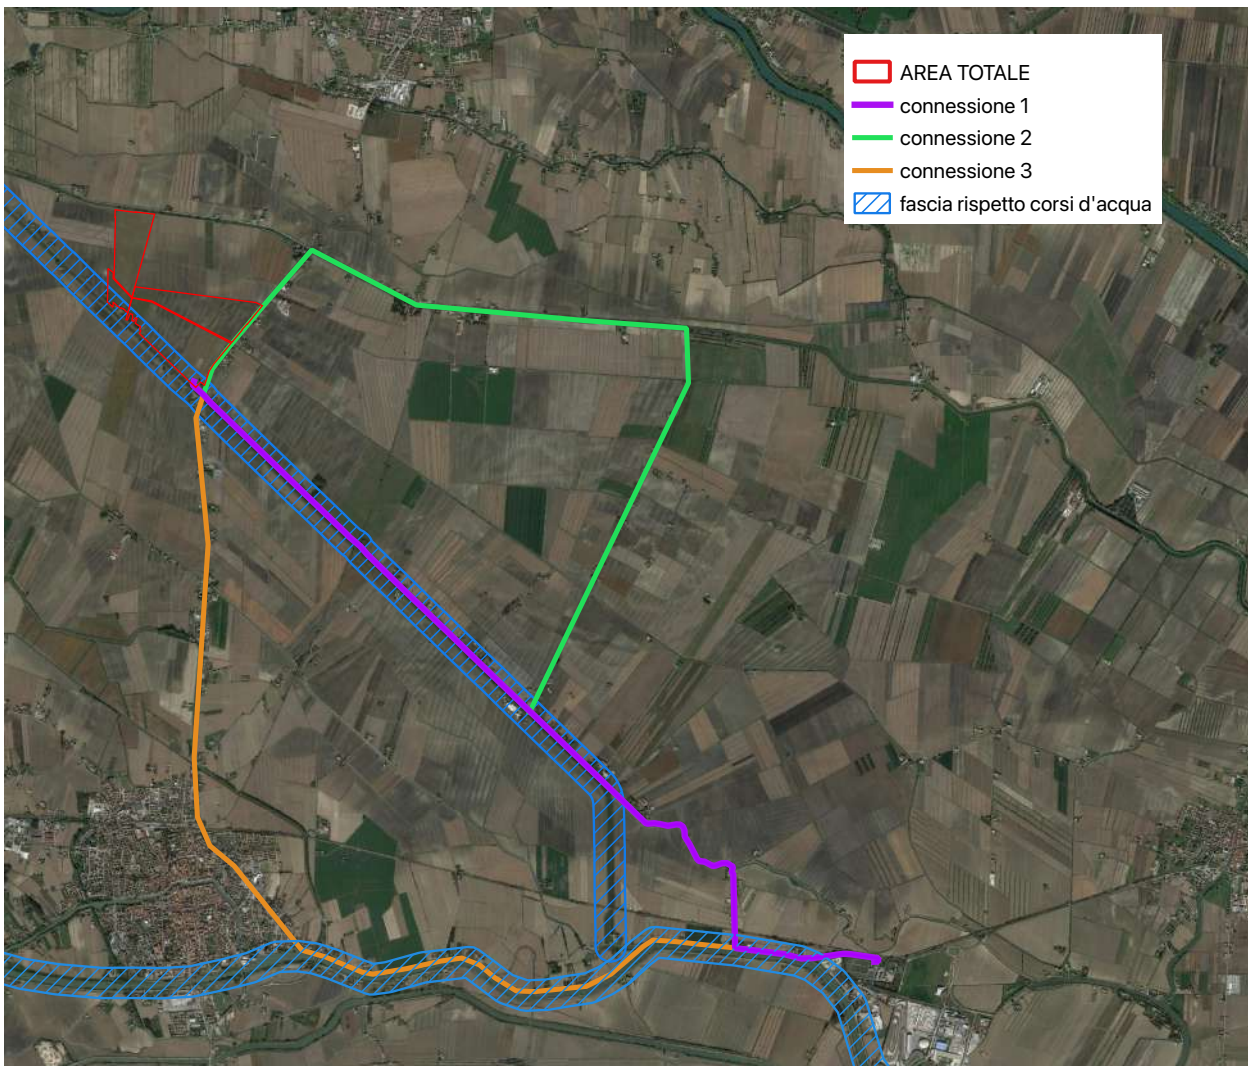 AREA TOTALE
connessione 1
connessione 2
connessione 3
fascia rispetto corsi d'acqua